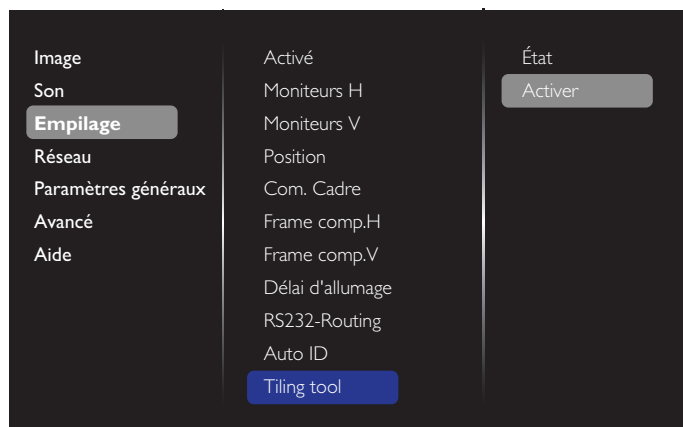 Image
Son
Empilage
Réseau
Paramètres généraux
Avancé
Aide
Activé
Moniteurs H
Moniteurs V
Position
Com. Cadre
Frame comp.H
Frame comp.V
Délai d'allumage
RS232-Routing
Auto ID
Tiling tool
État
Activer